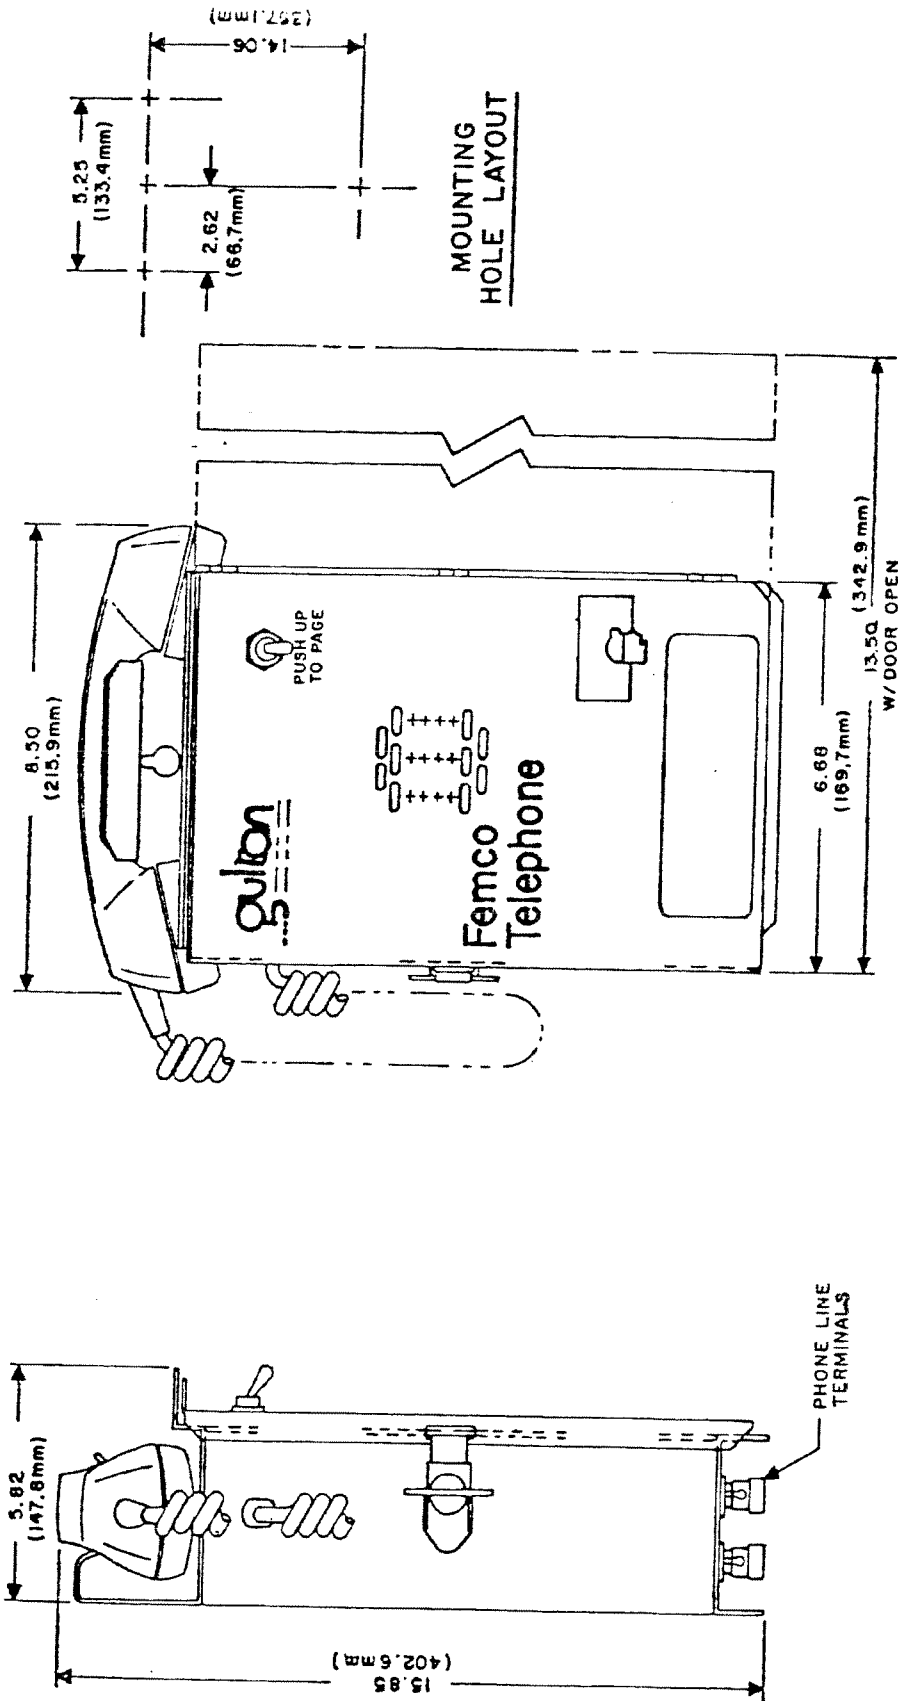 14.06
(357.1mm)
5.25
(133.4mm)
2.62
(66.7mm)
MOUNTING
HOLE LAYOUT
8.50
(215.9mm)
PUSH UP
TO PAGE
gulton
Femco
Telephone
6.68
(169.7mm)
13.50 (342.9mm)
W/DOOR OPEN
5.82
(147.8mm)
15.85
(402.6mm)
PHONE LINE
TERMINALS